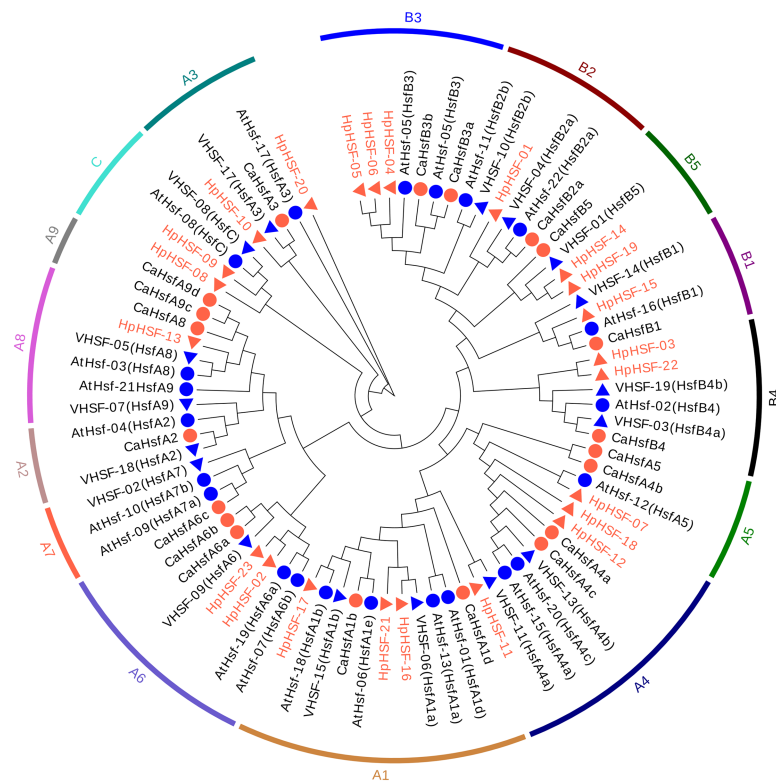 B3
B2
B5
B1
B4
A5
A4
A1
A6
A7
A2
A8
A9
C
A3
HpHSF-05
HpHSF-06
HpHSF-04
AtHsf-05(HsfB3)
CaHsfB3b
AtHsf-05(HsfB3)
CaHsfB3a
AtHsf-11(HsfB2b)
VHSF-10(HsfB2b)
HpHSF-01
VHSF-04(HsfB2a)
AtHsf-22(HsfB2a)
CaHsfB2a
CaHsfB5
VHSF-01(HsfB5)
HpHSF-14
HpHSF-19
VHSF-14(HsfB1)
HpHSF-15
AtHsf-16(HsfB1)
CaHsfB1
HpHSF-03
HpHSF-22
VHSF-19(HsfB4b)
AtHsf-02(HsfB4)
VHSF-03(HsfB4a)
CaHsfB4
CaHsfA5
CaHsfA4b
AtHsf-12(HsfA5)
HpHSF-07
HpHSF-18
HpHSF-12
CaHsfA4a
CaHsfA4c
VHSF-13(HsfA4b)
AtHsf-20(HsfA4c)
AtHsf-15(HsfA4a)
VHSF-11(HsfA4a)
HpHSF-11
CaHsfA1d
AtHsf-01(HsfA1d)
AtHsf-13(HsfA1a)
VHSF-06(HsfA1a)
HpHSF-16
HpHSF-21
AtHsf-06(HsfA1e)
CaHsfA1b
VHSF-15(HsfA1b)
AtHsf-18(HsfA1b)
HpHSF-17
AtHsf-07(HsfA6b)
AtHsf-19(HsfA6a)
HpHSF-02
HpHSF-23
VHSF-09(HsfA6)
CaHsfA6a
CaHsfA6b
CaHsfA6c
AtHsf-09(HsfA7a)
AtHsf-10(HsfA7b)
VHSF-02(HsfA7)
VHSF-18(HsfA2)
CaHsfA2
AtHsf-04(HsfA2)
VHSF-07(HsfA9)
AtHsf-21HsfA9
AtHsf-03(HsfA8)
VHSF-05(HsfA8)
HpHSF-13
CaHsfA8
CaHsfA9c
CaHsfA9d
HpHSF-08
HpHSF-09
AtHsf-08(HsfC)
VHSF-08(HsfC)
HpHSF-10
VHSF-17(HsfA3)
CaHsfA3
AtHsf-17(HsfA3)
HpHSF-20